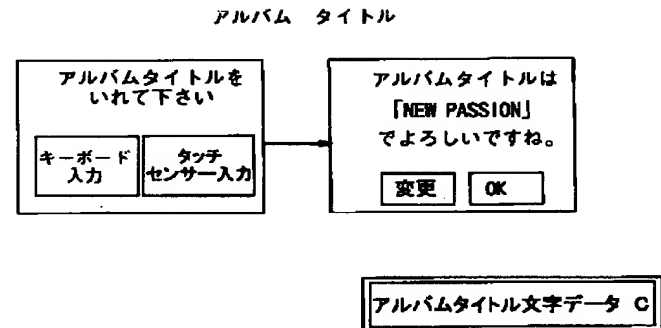 アルバム タイトル
アルバムタイトルを
いれて下さい
キーボード
入力
タッチ
センサー入力
アルバムタイトルは
「NEW PASSION」
でよろしいですね。
変更
OK
アルバムタイトル文字データ C